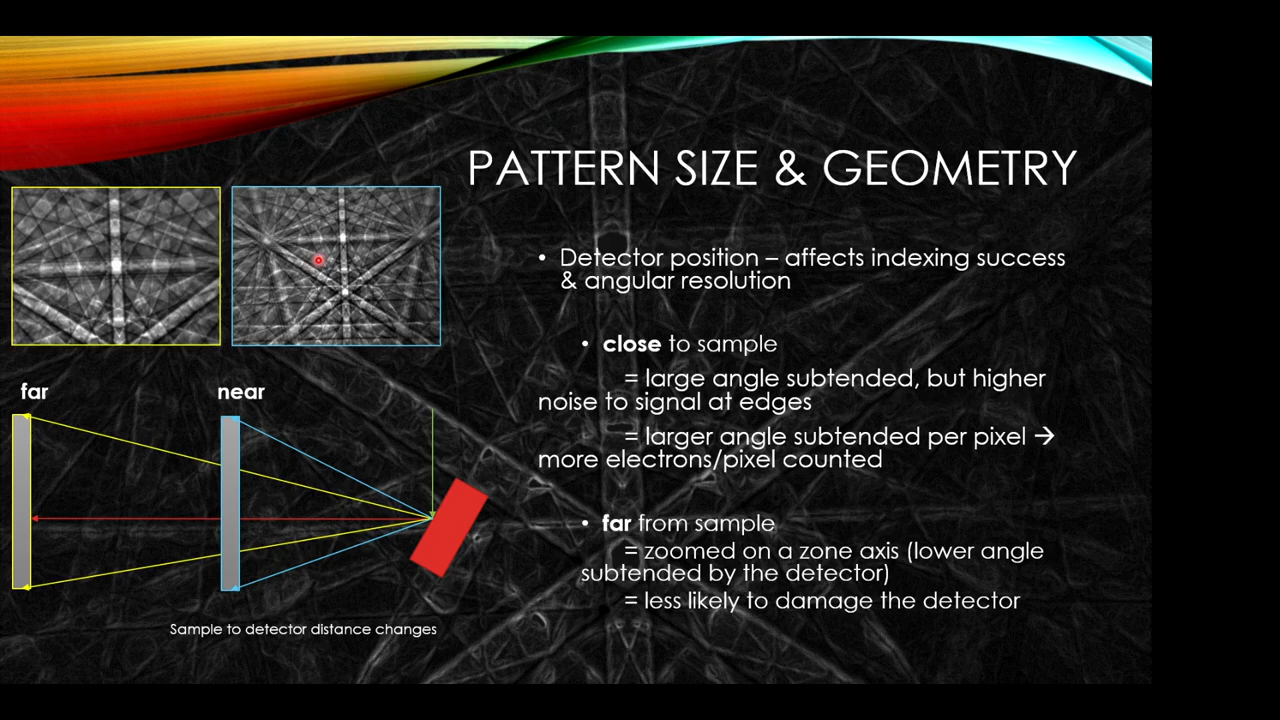 PATTERN SIZE & GEOMETRY
• Detector position – affects indexing success
& angular resolution
• close to sample
= large angle subtended, but higher
noise to signal at edges
= larger angle subtended per pixel →
more electrons/pixel counted
• far from sample
= zoomed on a zone axis (lower angle
subtended by the detector)
= less likely to damage the detector
far
near
Sample to detector distance changes